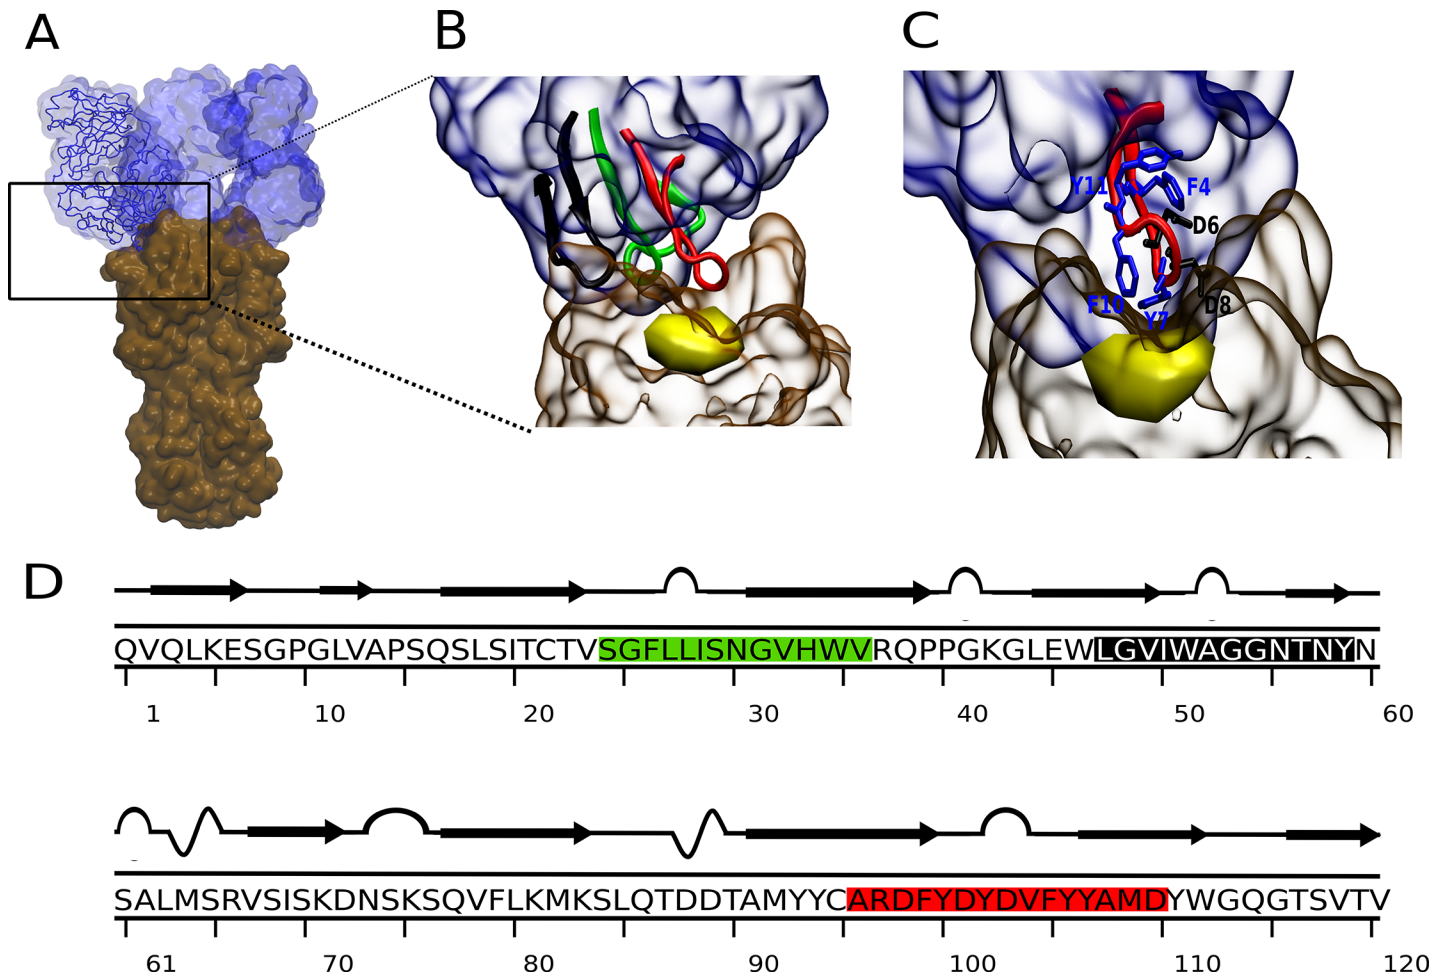 A
B
C
Y11
F4
D6
F10
Y7
D8
D
QVQLKESGPGLVAPSQSLSITCTVSGFLLISNGVHWVRQPPGKGLEWLGVIWAGGNTNYN
1 10 20 30 40 50 60
SALMSRVSISKDNSKSQVFLKMKSLQTDDTAMYYCARDFYDYDVFYYAMDYWGQGTSVTV
61 70 80 90 100 110 120